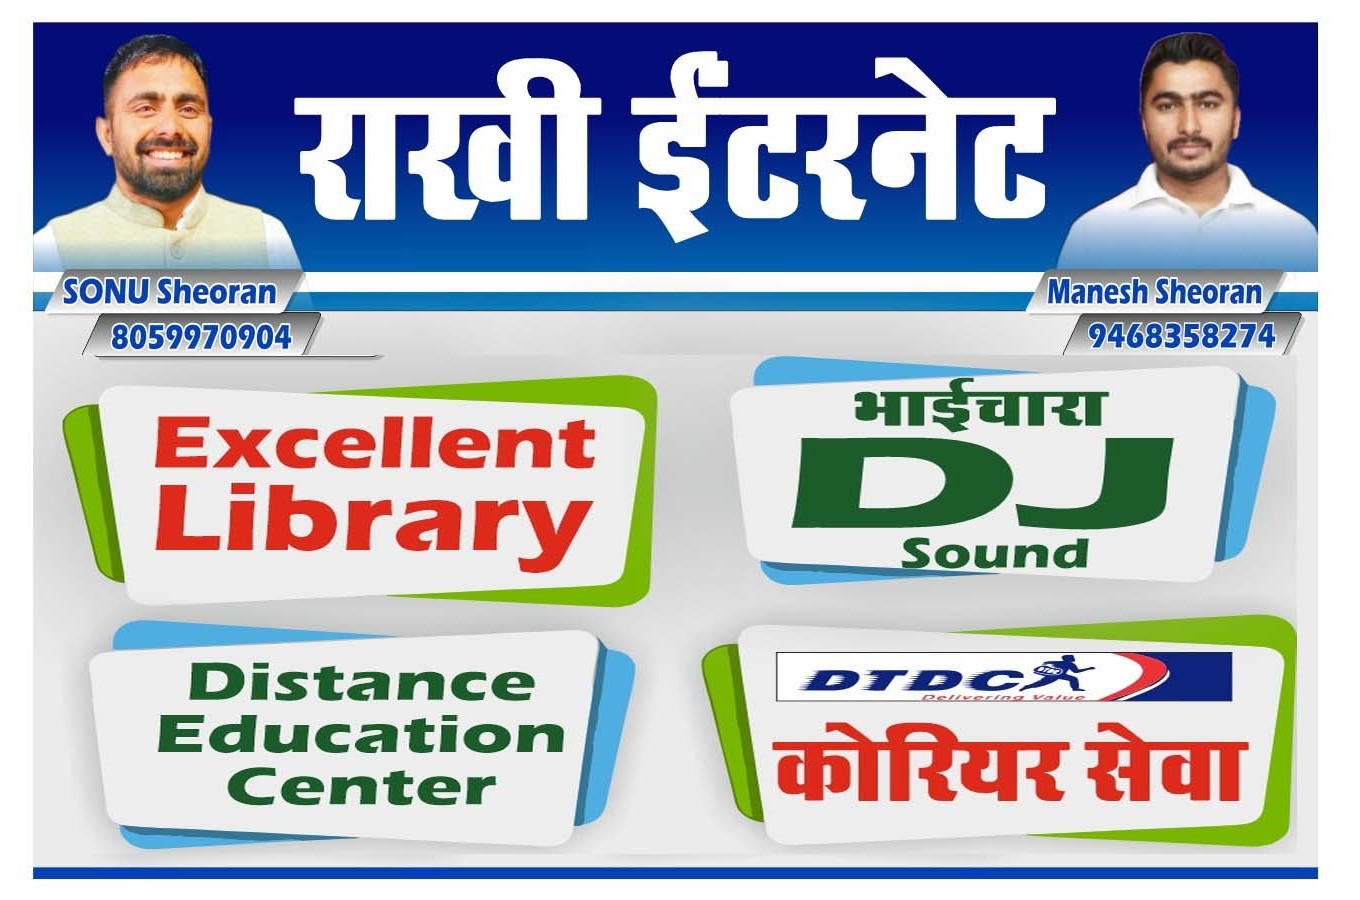 राखी ईंटरनेट
SONU Sheoran
8059970904
Manesh Sheoran
9468358274
Excellent
Library
भाईचारा
DJ
Sound
Distance
Education
Center
DTDC
Delivering Value
कोरियर सेवा